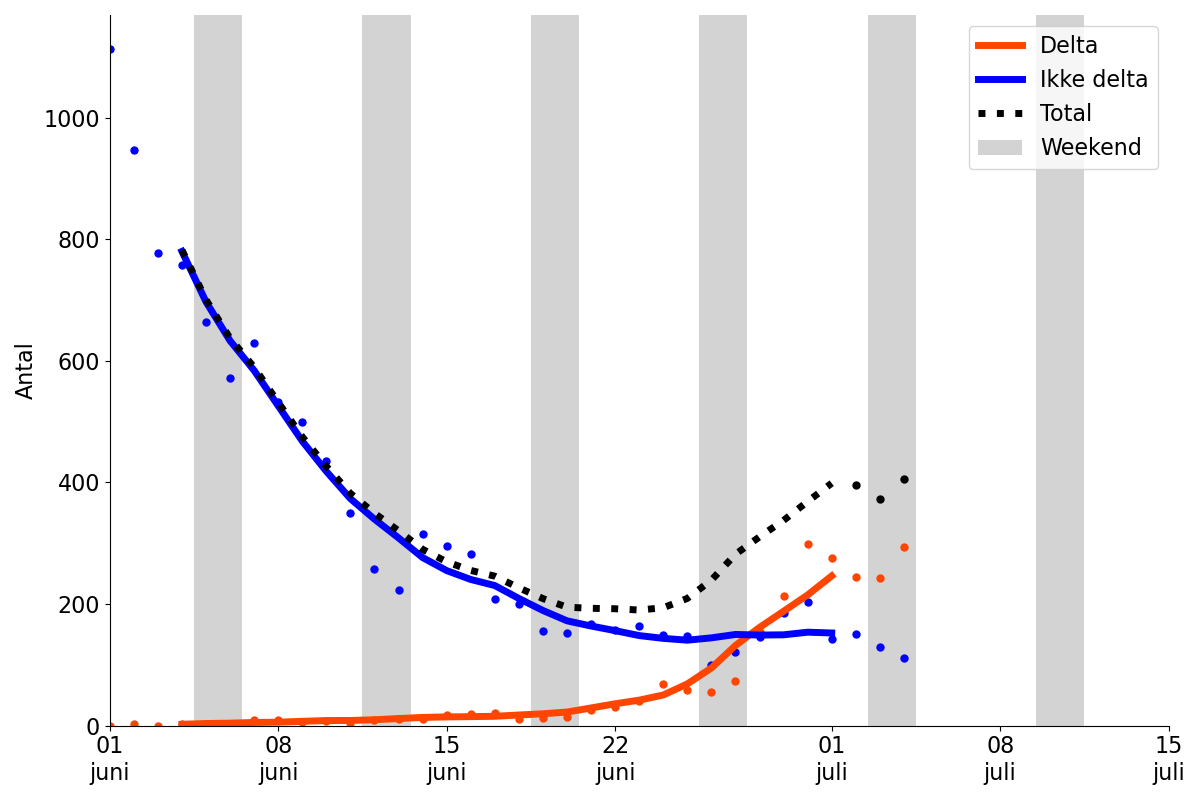 Delta
Ikke delta
Total
Weekend
Antal
1000
800
600
400
200
0
01 08 15 22 01 08 15
juni juni juni juni juli juli juli